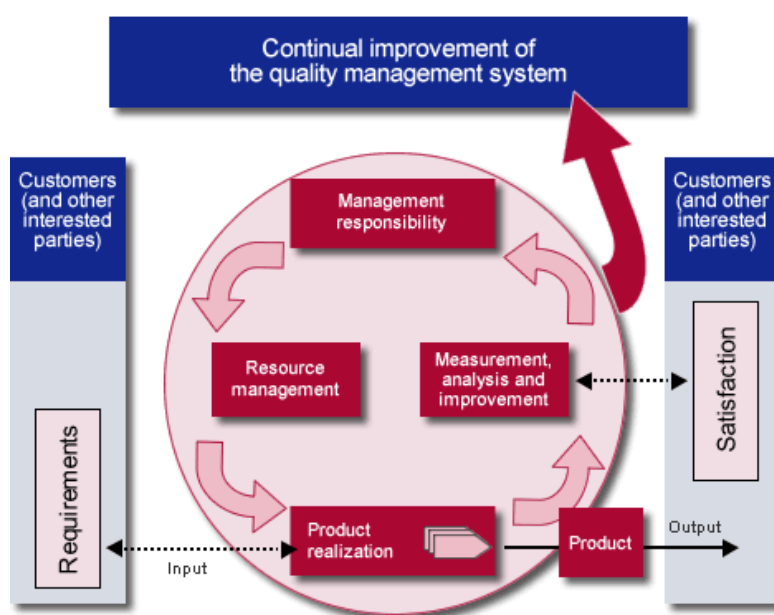 Continual improvement of
the quality management system
Customers
(and other
interested
parties)
Management
responsibility
Customers
(and other
interested
parties)
Resource
management
Measurement,
analysis and
improvement
Satisfaction
Requirements
Input
Product
realization
Product
Output